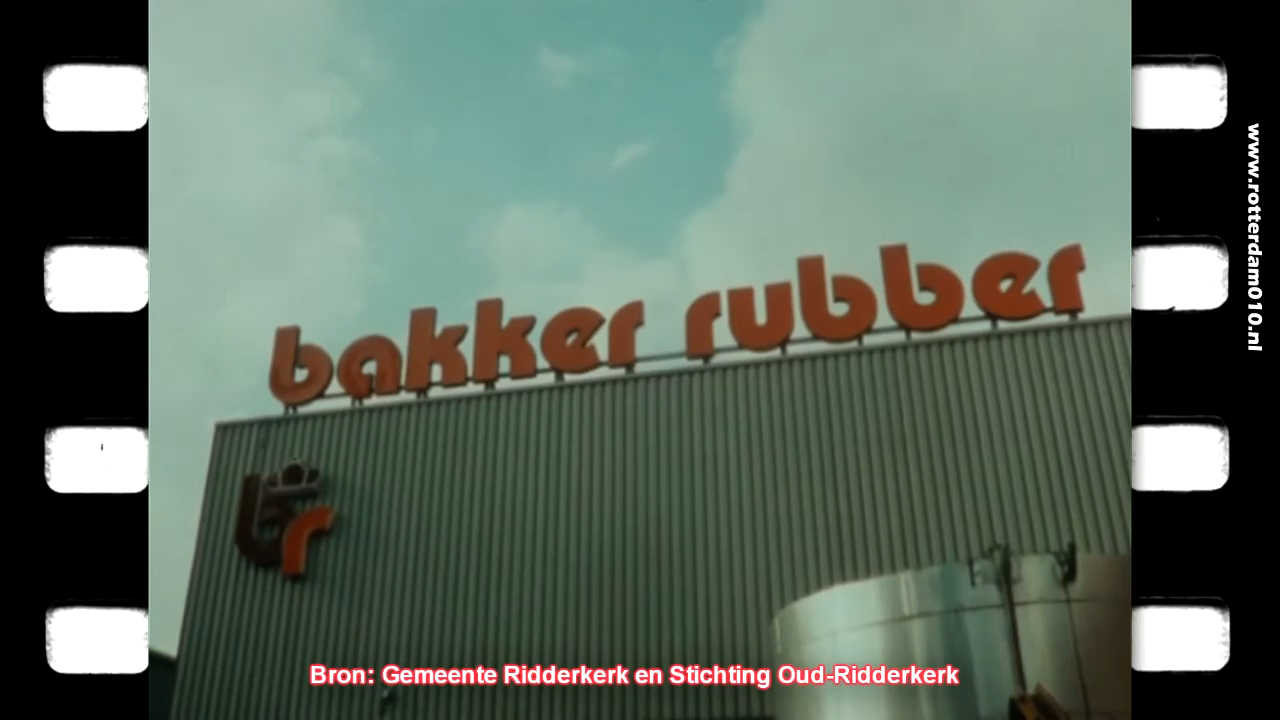 bakker rubber
br
Bron: Gemeente Ridderkerk en Stichting Oud-Ridderkerk
www.rotterdam010.nl